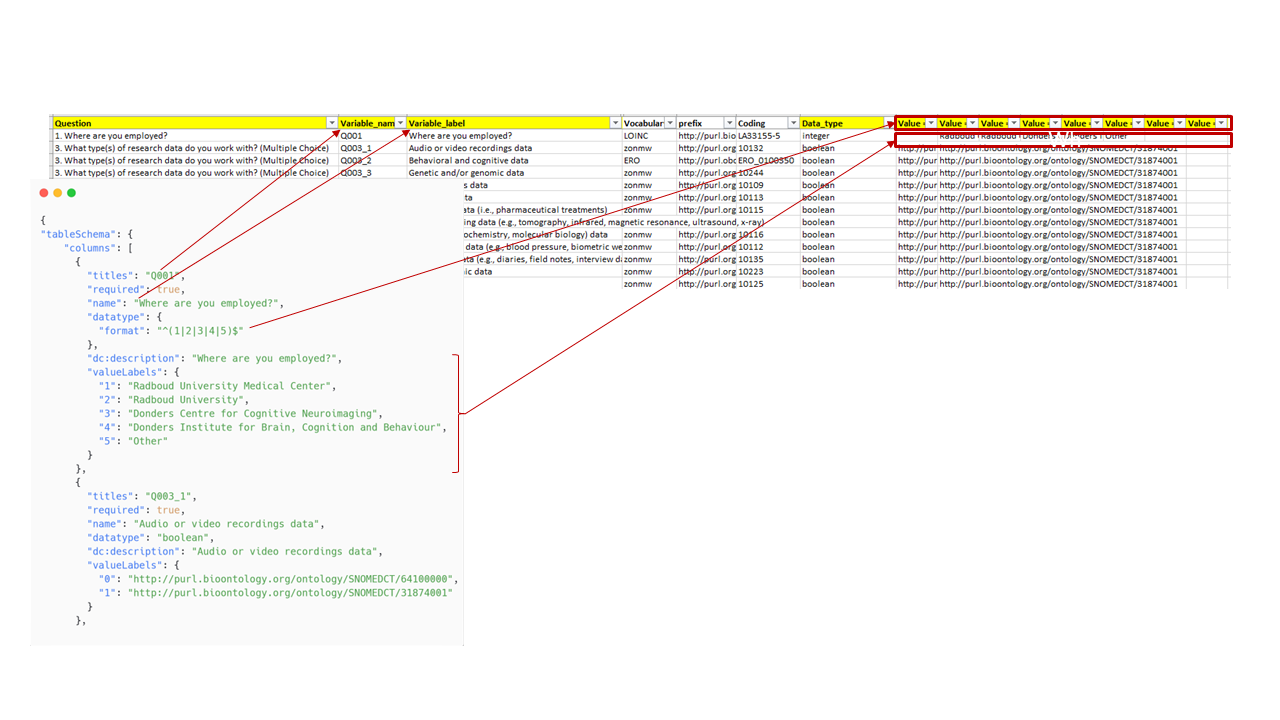 Question Variable_nam Variable_label Vocabular prefix Coding Data_type Value Value Value Value Value Value Value Value
1. Where are you employed? Q001 Where are you employed? LOINC http://purl.bio LA33155-5 integer Radboud Radboud Donders Donders Other
3. What type(s) of research data do you work with? (Multiple Choice) Q003_1 Audio or video recordings data zonmw http://purl.org 10132 boolean http://pur http://purl.bioontology.org/ontology/SNOMEDCT/31874001
3. What type(s) of research data do you work with? (Multiple Choice) Q003_2 Behavioral and cognitive data ERO http://purl.obc ERO_0100350 boolean http://pur http://purl.bioontology.org/ontology/SNOMEDCT/31874001
3. What type(s) of research data do you work with? (Multiple Choice) Q003_3 Genetic and/or genomic data zonmw http://purl.org 10244 boolean http://pur http://purl.bioontology.org/ontology/SNOMEDCT/31874001
s data zonmw http://purl.org 10109 boolean http://pur http://purl.bioontology.org/ontology/SNOMEDCT/31874001
ta zonmw http://purl.org 10113 boolean http://pur http://purl.bioontology.org/ontology/SNOMEDCT/31874001
ata (i.e., pharmaceutical treatments) zonmw http://purl.org 10115 boolean http://pur http://purl.bioontology.org/ontology/SNOMEDCT/31874001
ing data (e.g., tomography, infrared, magnetic resonance, ultrasound, x-ray) boolean http://pur http://purl.bioontology.org/ontology/SNOMEDCT/31874001
ochemistry, molecular biology) data zonmw http://purl.org 10116 boolean http://pur http://purl.bioontology.org/ontology/SNOMEDCT/31874001
data (e.g., blood pressure, biometric we zonmw http://purl.org 10112 boolean http://pur http://purl.bioontology.org/ontology/SNOMEDCT/31874001
ta (e.g., diaries, field notes, interview da zonmw http://purl.org 10135 boolean http://pur http://purl.bioontology.org/ontology/SNOMEDCT/31874001
ic data zonmw http://purl.org 10223 boolean http://pur http://purl.bioontology.org/ontology/SNOMEDCT/31874001
zonmw http://purl.org 10125 boolean http://pur http://purl.bioontology.org/ontology/SNOMEDCT/31874001
{
"tableSchema": {
"columns": [
{
"titles": "Q001",
"required": true,
"name": "Where are you employed?",
"datatype": {
"format": "^(1|2|3|4|5)$"
},
"dc:description": "Where are you employed?",
"valueLabels": {
"1": "Radboud University Medical Center",
"2": "Radboud University",
"3": "Donders Centre for Cognitive Neuroimaging",
"4": "Donders Institute for Brain, Cognition and Behaviour",
"5": "Other"
}
},
{
"titles": "Q003_1",
"required": true,
"name": "Audio or video recordings data",
"datatype": "boolean",
"dc:description": "Audio or video recordings data",
"valueLabels": {
"0": "http://purl.bioontology.org/ontology/SNOMEDCT/64100000",
"1": "http://purl.bioontology.org/ontology/SNOMEDCT/31874001"
}
},